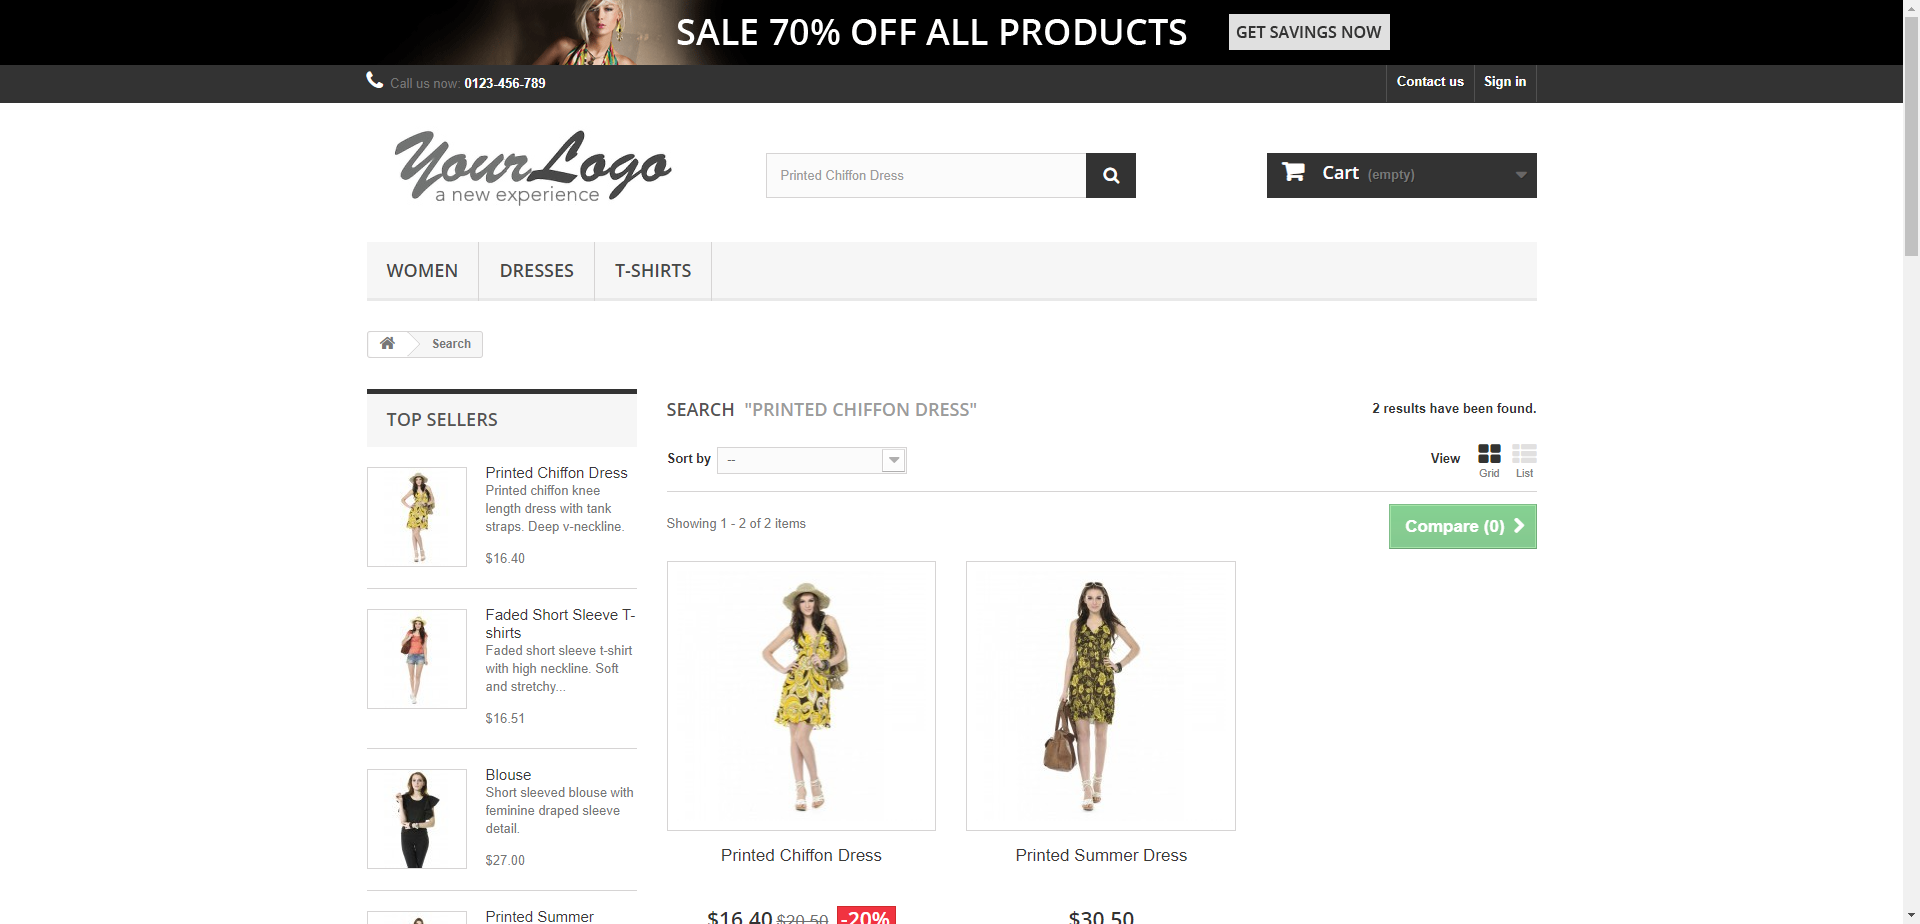 SALE 70% OFF ALL PRODUCTS GET SAVINGS NOW
Call us now: 0123-456-789
Contact us
Sign in
YourLogo
a new experience
Printed Chiffon Dress
Cart (empty)
WOMEN
DRESSES
T-SHIRTS
Search
TOP SELLERS
Printed Chiffon Dress
Printed chiffon knee
length dress with tank
straps. Deep v-neckline.
$16.40
Faded Short Sleeve T-
shirts
Faded short sleeve t-shirt
with high neckline. Soft
and stretchy...
$16.51
Blouse
Short sleeved blouse with
feminine draped sleeve
detail.
$27.00
Printed Summer
SEARCH "PRINTED CHIFFON DRESS"
2 results have been found.
Sort by --
View
Grid
List
Showing 1 - 2 of 2 items
Compare (0)
Printed Chiffon Dress
$16.40 $20.50 -20%
Printed Summer Dress
$30.50